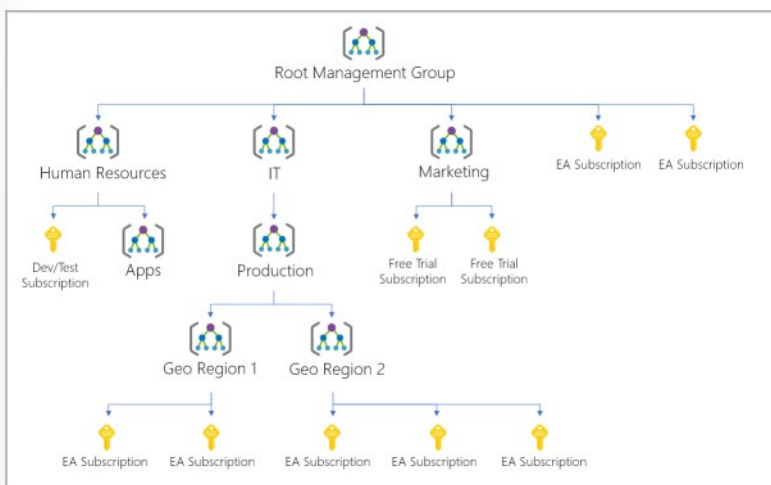 Root Management Group
Human Resources
IT
Marketing
EA Subscription
EA Subscription
Dev/Test
Subscription
Apps
Production
Free Trial
Subscription
Free Trial
Subscription
Geo Region 1
Geo Region 2
EA Subscription
EA Subscription
EA Subscription
EA Subscription
EA Subscription